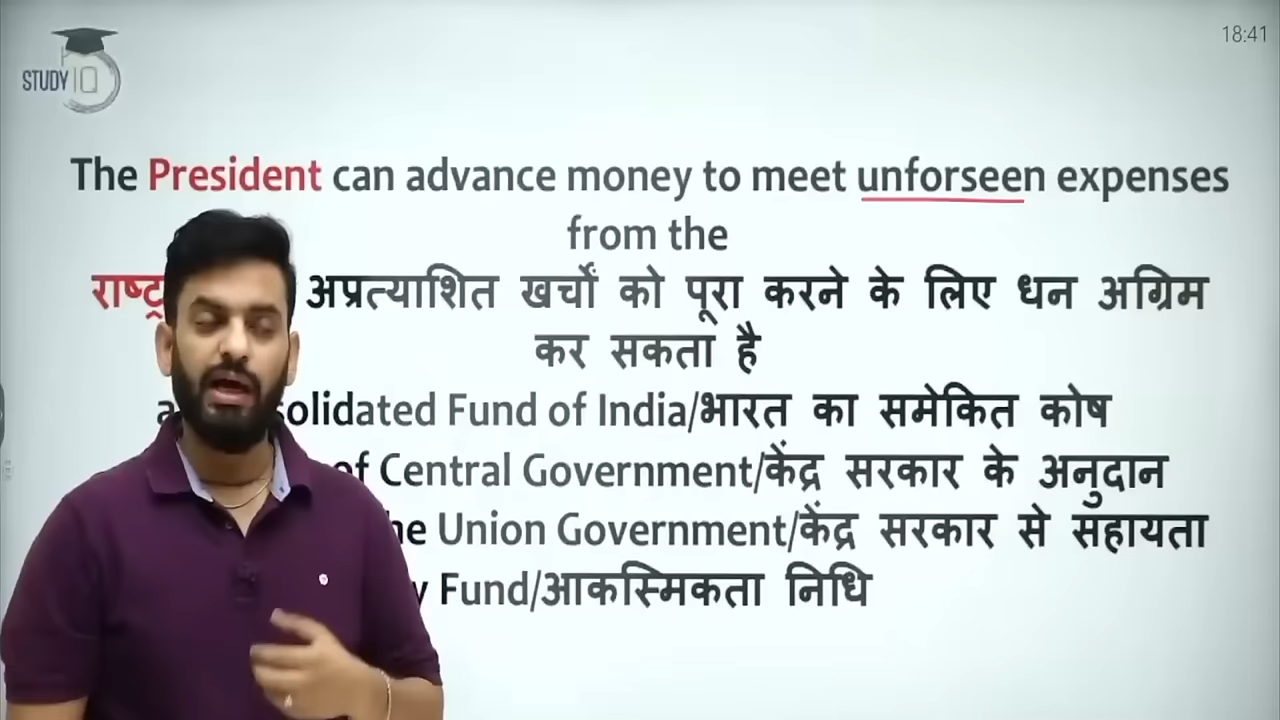 STUDY IQ
18:41
The President can advance money to meet unforseen expenses
from the
अप्रत्याशित खर्चों को पूरा करने के लिए धन अग्रिम
कर सकता है
Fund of India/भारत का समेकित कोष
of Central Government/केंद्र सरकार के अनुदान
Union Government/केंद्र सरकार से सहायता
Fund/आकस्मिकता निधि